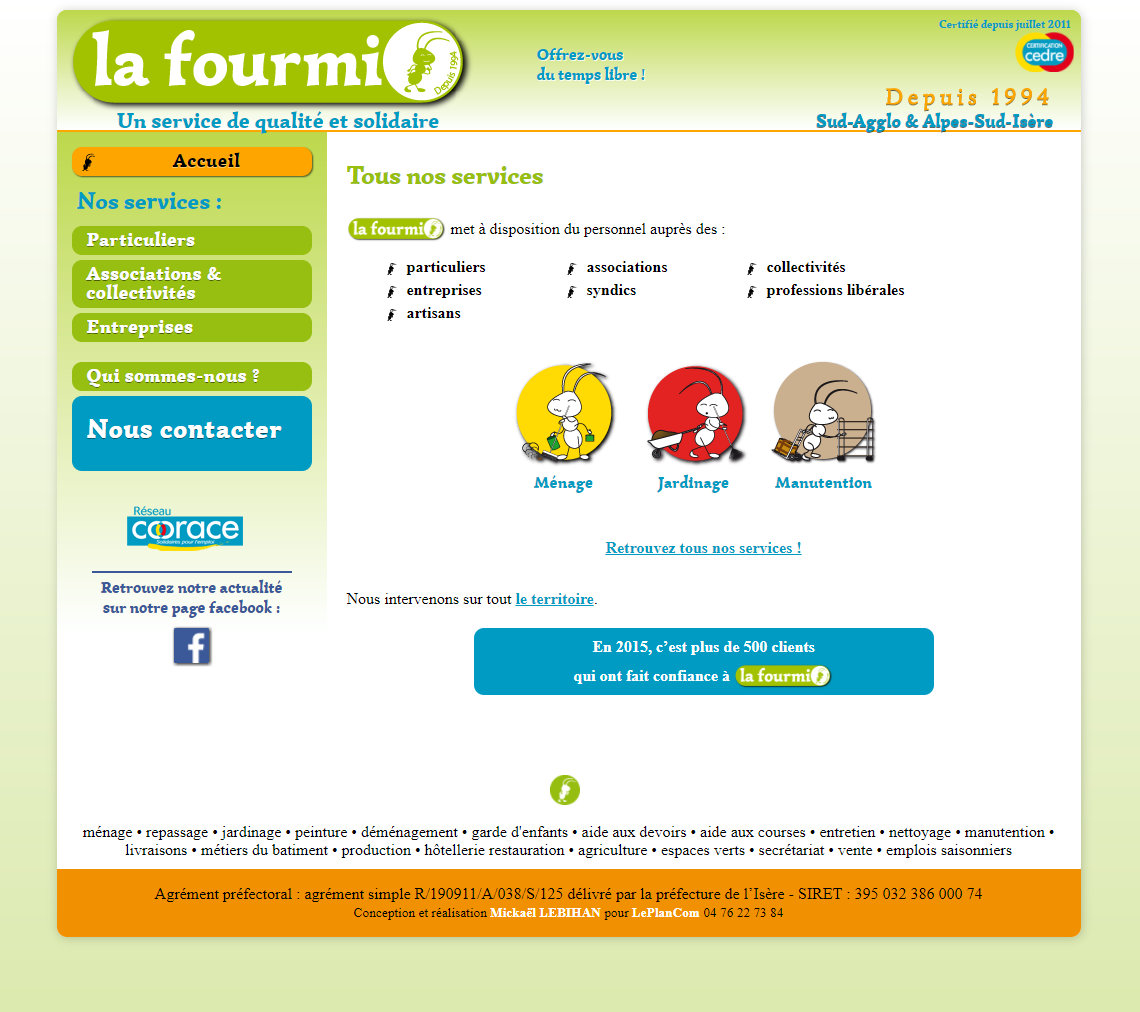 la fourmi
Depuis 1994
Un service de qualité et solidaire
Offrez-vous
du temps libre !
Certifié depuis juillet 2011
CERTIFICATION
cedre
Depuis 1994
Sud-Agglo & Alpes-Sud-Isère
Accueil
Nos services :
Particuliers
Associations &
collectivités
Entreprises
Qui sommes-nous ?
Nous contacter
Réseau
coorace
Solidaires pour l'emploi
Retrouvez notre actualité
sur notre page facebook :
f
Tous nos services
la fourmi met à disposition du personnel auprès des :
particuliers associations collectivités
entreprises syndics professions libérales
artisans
Ménage Jardinage Manutention
Retrouvez tous nos services !
Nous intervenons sur tout le territoire.
En 2015, c’est plus de 500 clients
qui ont fait confiance à la fourmi
ménage • repassage • jardinage • peinture • déménagement • garde d'enfants • aide aux devoirs • aide aux courses • entretien • nettoyage • manutention •
livraisons • métiers du batiment • production • hôtellerie restauration • agriculture • espaces verts • secrétariat • vente • emplois saisonniers
Agrément préfectoral : agrément simple R/190911/A/038/S/125 délivré par la préfecture de l’Isère - SIRET : 395 032 386 000 74
Conception et réalisation Mickaël LEBIHAN pour LePlanCom 04 76 22 73 84